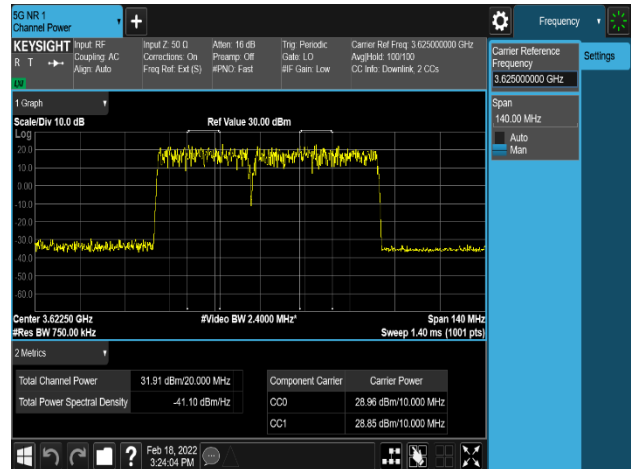 5G NR 1
Channel Power
Frequency
KEYSIGHT
R T
LXI
Input: RF
Coupling: AC
Align: Auto
Input Z: 50 Ω
Corrections: On
Freq Ref: Ext (S)
Atten: 16 dB
Preamp: Off
#PNO: Fast
Trig: Periodic
Gate: LO
#IF Gain: Low
Carrier Ref Freq: 3.625000000 GHz
Avg|Hold: 100/100
CC Info: Downlink, 2 CCs
Carrier Reference
Frequency
3.625000000 GHz
Settings
Span
140.00 MHz
Auto
Man
1 Graph
Scale/Div 10.0 dB
Ref Value 30.00 dBm
Log
20.0
10.0
0.00
-10.0
-20.0
-30.0
-40.0
-50.0
-60.0
Center 3.62250 GHz
#Video BW 2.4000 MHz*
Span 140 MHz
#Res BW 750.00 kHz
Sweep 1.40 ms (1001 pts)
2 Metrics
Total Channel Power 31.91 dBm/20.000 MHz
Total Power Spectral Density -41.10 dBm/Hz
Component Carrier Carrier Power
CC0 28.96 dBm/10.000 MHz
CC1 28.85 dBm/10.000 MHz
?
Feb 18, 2022
3:24:04 PM